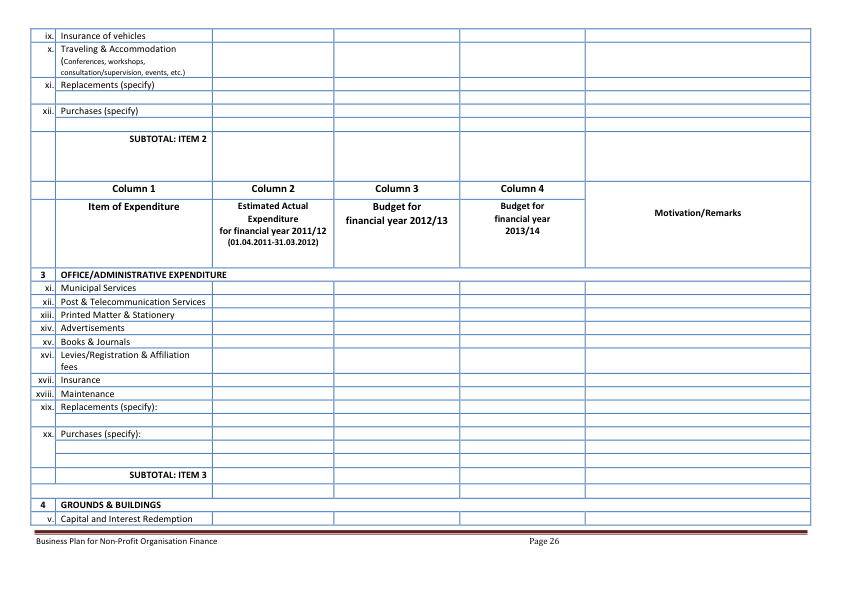 ix. Insurance of vehicles
x. Traveling & Accommodation
(Conferences, workshops,
consultation/supervision, events, etc.)
xi. Replacements (specify)
xii. Purchases (specify)
SUBTOTAL: ITEM 2
Column 1 Column 2 Column 3 Column 4
Item of Expenditure
Estimated Actual
Expenditure
for financial year 2011/12
(01.04.2011-31.03.2012)
Budget for
financial year 2012/13
Budget for
financial year
2013/14
Motivation/Remarks
3 OFFICE/ADMINISTRATIVE EXPENDITURE
xi. Municipal Services
xii. Post & Telecommunication Services
xiii. Printed Matter & Stationery
xiv. Advertisements
xv. Books & Journals
xvi. Levies/Registration & Affiliation
fees
xvii. Insurance
xviii. Maintenance
xix. Replacements (specify):
xx. Purchases (specify):
SUBTOTAL: ITEM 3
4 GROUNDS & BUILDINGS
v. Capital and Interest Redemption
Business Plan for Non-Profit Organisation Finance Page 26